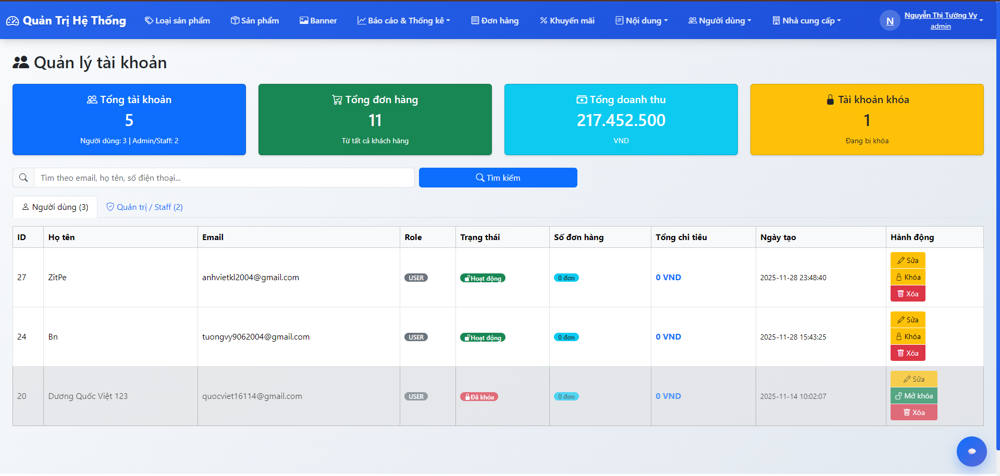 Quản Trị Hệ Thống
Loại sản phẩm
Sản phẩm
Banner
Báo cáo & Thống kê
Đơn hàng
Khuyến mãi
Nội dung
Người dùng
Nhà cung cấp
N
Nguyễn Thị Tường Vy
admin
Quản lý tài khoản
Tổng tài khoản
5
Người dùng: 3 | Admin/Staff: 2
Tổng đơn hàng
11
Từ tất cả khách hàng
Tổng doanh thu
217.452.500
VND
Tài khoản khóa
1
Đang bị khóa
Tìm theo email, họ tên, số điện thoại...
Tìm kiếm
Người dùng (3)
Quản trị / Staff (2)
ID Họ tên Email Role Trạng thái Số đơn hàng Tổng chi tiêu Ngày tạo Hành động
27 ZitPe anhvietkl2004@gmail.com USER Hoạt động 0 đơn 0 VND 2025-11-28 23:48:40
Sửa
Khóa
Xóa
24 Bn tuongvy9062004@gmail.com USER Hoạt động 0 đơn 0 VND 2025-11-28 15:43:25
Sửa
Khóa
Xóa
20 Dương Quốc Việt 123 quocviet16114@gmail.com USER Đã khóa 0 đơn 0 VND 2025-11-14 10:02:07
Sửa
Mở khóa
Xóa